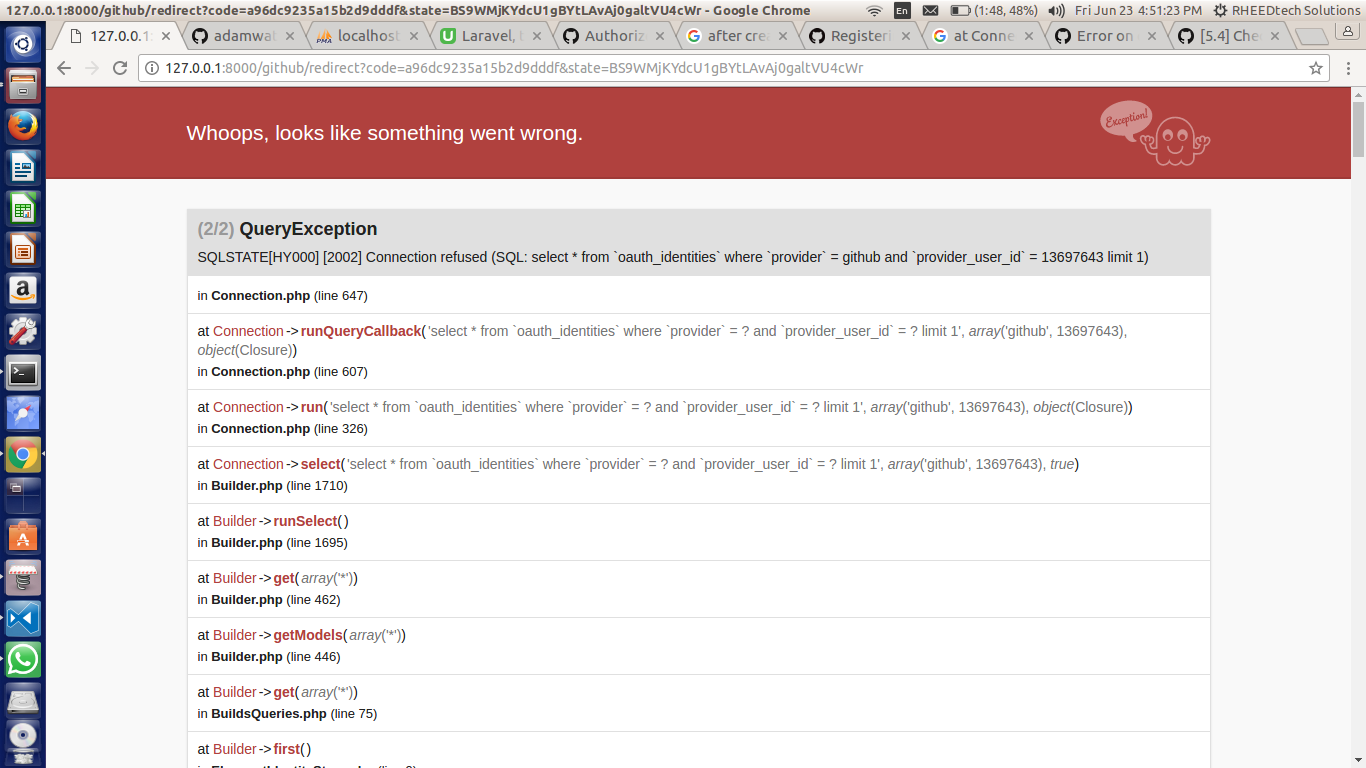 127.0.0.1:8000/github/redirect?code=a96dc9235a15b2d9dddf&state=BS9WMjKYdcU1gBYtLAvAj0galtVU4cWr - Google Chrome
En
(1:48, 48%)
Fri Jun 23 4:51:23 PM
RHEEDtech Solutions
127.0.0.1
adamwat
localhost
Laravel,
Authoriz
after cre
Registeri
at Conne
Error on
[5.4] Che
127.0.0.1:8000/github/redirect?code=a96dc9235a15b2d9dddf&state=BS9WMjKYdcU1gBYtLAvAj0galtVU4cWr
Whoops, looks like something went wrong.
Exception!
(2/2) QueryException
SQLSTATE[HY000] [2002] Connection refused (SQL: select * from `oauth_identities` where `provider` = github and `provider_user_id` = 13697643 limit 1)
in Connection.php (line 647)
at Connection->runQueryCallback('select * from `oauth_identities` where `provider` = ? and `provider_user_id` = ? limit 1', array('github', 13697643),
object(Closure))
in Connection.php (line 607)
at Connection->run('select * from `oauth_identities` where `provider` = ? and `provider_user_id` = ? limit 1', array('github', 13697643), object(Closure))
in Connection.php (line 326)
at Connection->select('select * from `oauth_identities` where `provider` = ? and `provider_user_id` = ? limit 1', array('github', 13697643), true)
in Builder.php (line 1710)
at Builder->runSelect()
in Builder.php (line 1695)
at Builder->get(array('*'))
in Builder.php (line 462)
at Builder->getModels(array('*'))
in Builder.php (line 446)
at Builder->get(array('*'))
in BuildsQueries.php (line 75)
at Builder->first()